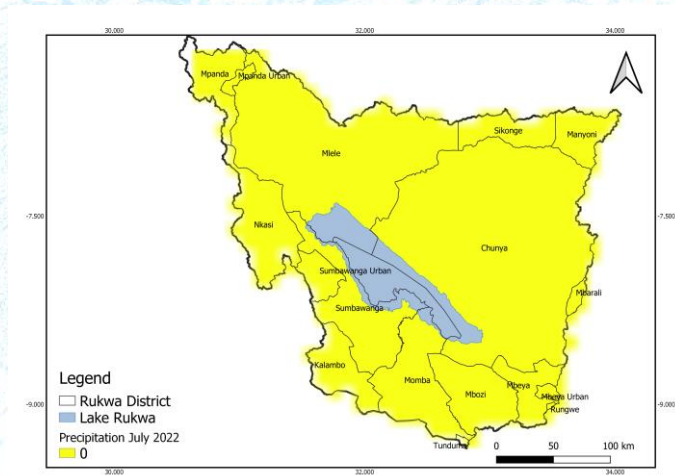 30.000 32.000 34.000
Mpanda
Mpanda Urban
Sikonge
Manyoni
Mlele
-7.500 -7.500
Nkasi
Chunya
Sumbawanga Urban
Mbarali
Sumbawanga
Kalambo
Momba
Mbeya
Mbozi
Mbeya Urban
Rungwe
-9.000 -9.000
Tunduma
Legend
Rukwa District
Lake Rukwa
Precipitation July 2022
0
0 50 100 km
30.000 32.000 34.000